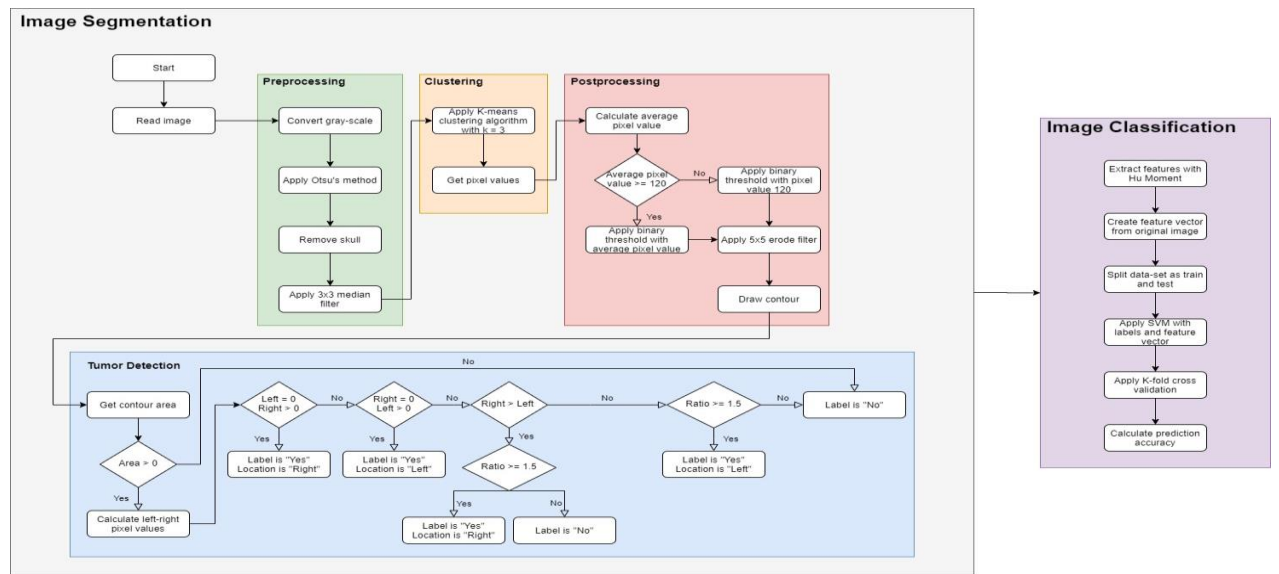 Image Segmentation
Start
Read image
Preprocessing
Convert gray-scale
Apply Otsu's method
Remove skull
Apply 3x3 median
filter
Clustering
Apply K-means
clustering algorithm
with k = 3
Get pixel values
Postprocessing
Calculate average
pixel value
Average pixel
value >= 120
No
Apply binary
threshold with pixel
value 120
Yes
Apply binary
threshold with
average pixel value
Apply 5x5 erode filter
Draw contour
Tumor Detection
Get contour area
Area > 0
No
Yes
Calculate left-right
pixel values
Left = 0
Right > 0
No
Yes
Label is "Yes"
Location is "Right"
Right = 0
Left > 0
No
Yes
Label is "Yes"
Location is "Left"
Right > Left
No
Yes
Ratio >= 1.5
Yes
No
Label is "Yes"
Location is "Right"
Label is "No"
Ratio >= 1.5
No
Yes
Label is "Yes"
Location is "Left"
Label is "No"
Image Classification
Extract features with
Hu Moment
Create feature vector
from original image
Split data-set as train
and test
Apply SVM with
labels and feature
vector
Apply K-fold cross
validation
Calculate prediction
accuracy